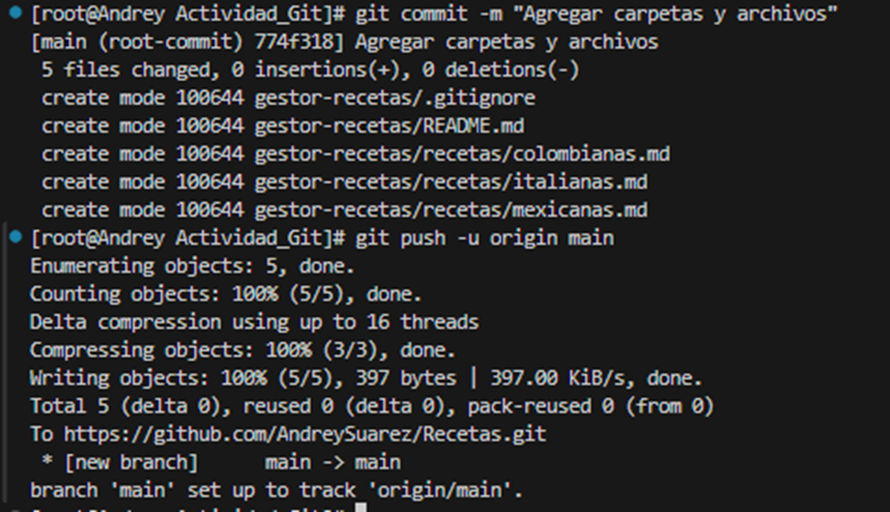 [root@Andrey Actividad_Git]# git commit -m "Agregar carpetas y archivos"
[main (root-commit) 774f318] Agregar carpetas y archivos
 5 files changed, 0 insertions(+), 0 deletions(-)
 create mode 100644 gestor-recetas/.gitignore
 create mode 100644 gestor-recetas/README.md
 create mode 100644 gestor-recetas/recetas/colombianas.md
 create mode 100644 gestor-recetas/recetas/italianas.md
 create mode 100644 gestor-recetas/recetas/mexicanas.md
[root@Andrey Actividad_Git]# git push -u origin main
Enumerating objects: 5, done.
Counting objects: 100% (5/5), done.
Delta compression using up to 16 threads
Compressing objects: 100% (3/3), done.
Writing objects: 100% (5/5), 397 bytes | 397.00 KiB/s, done.
Total 5 (delta 0), reused 0 (delta 0), pack-reused 0 (from 0)
To https://github.com/AndreySuarez/Recetas.git
 * [new branch]      main -> main
branch 'main' set up to track 'origin/main'.